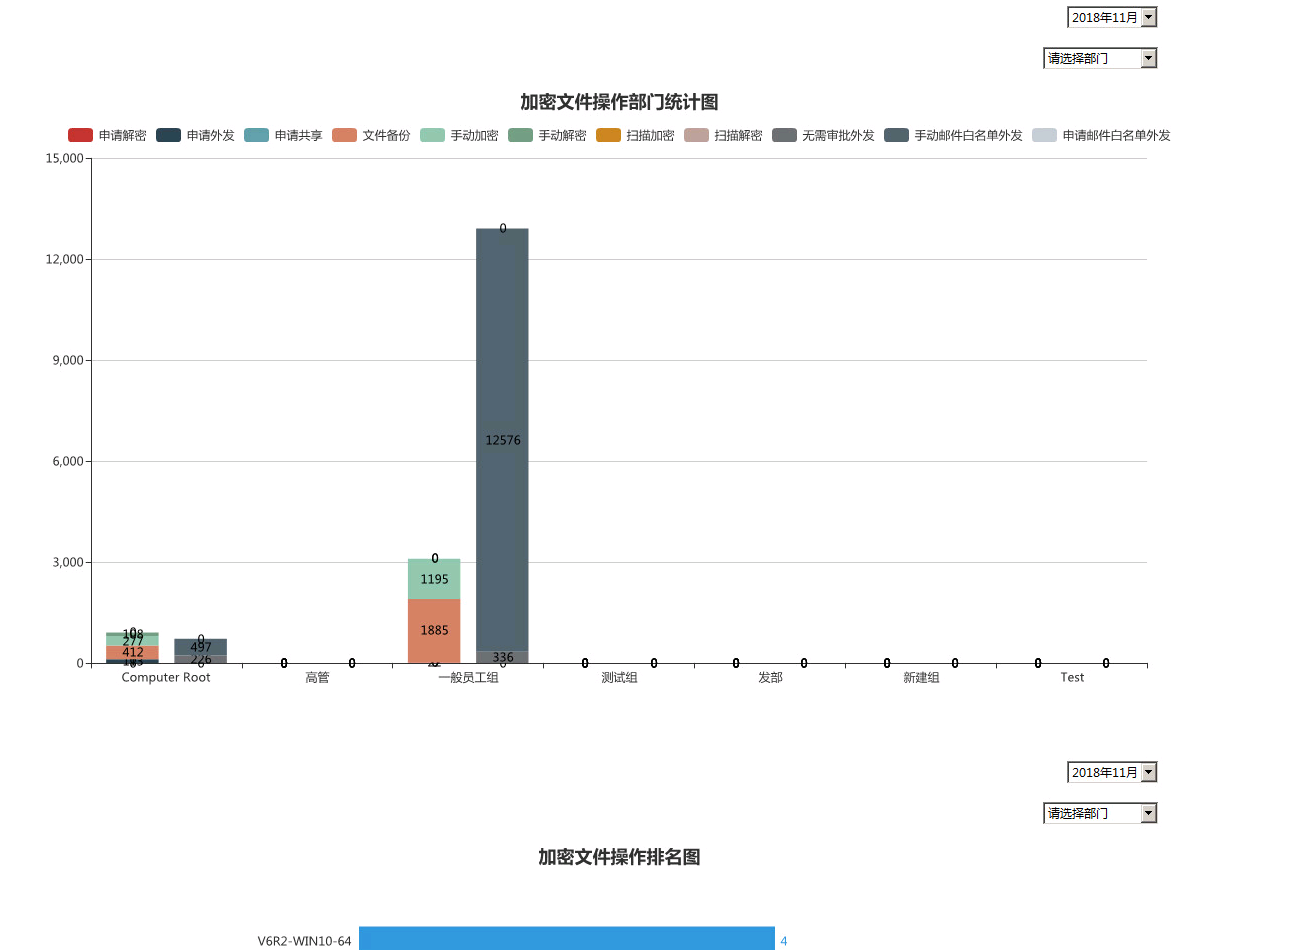 2018年11月
请选择部门
加密文件操作部门统计图
申请解密 申请外发 申请共享 文件备份 手动加密 手动解密 扫描加密 扫描解密 无需审批外发 手动邮件白名单外发 申请邮件白名单外发
15,000
0
12,000
9,000
12576
6,000
0
3,000
1195
1885
0
108
0
277
497
412
226
336
0
0 0 0 0 0 0 0 0 0 0 0 0
Computer Root 高管 一般员工组 测试组 发部 新建组 Test
2018年11月
请选择部门
加密文件操作排名图
V6R2-WIN10-64 4